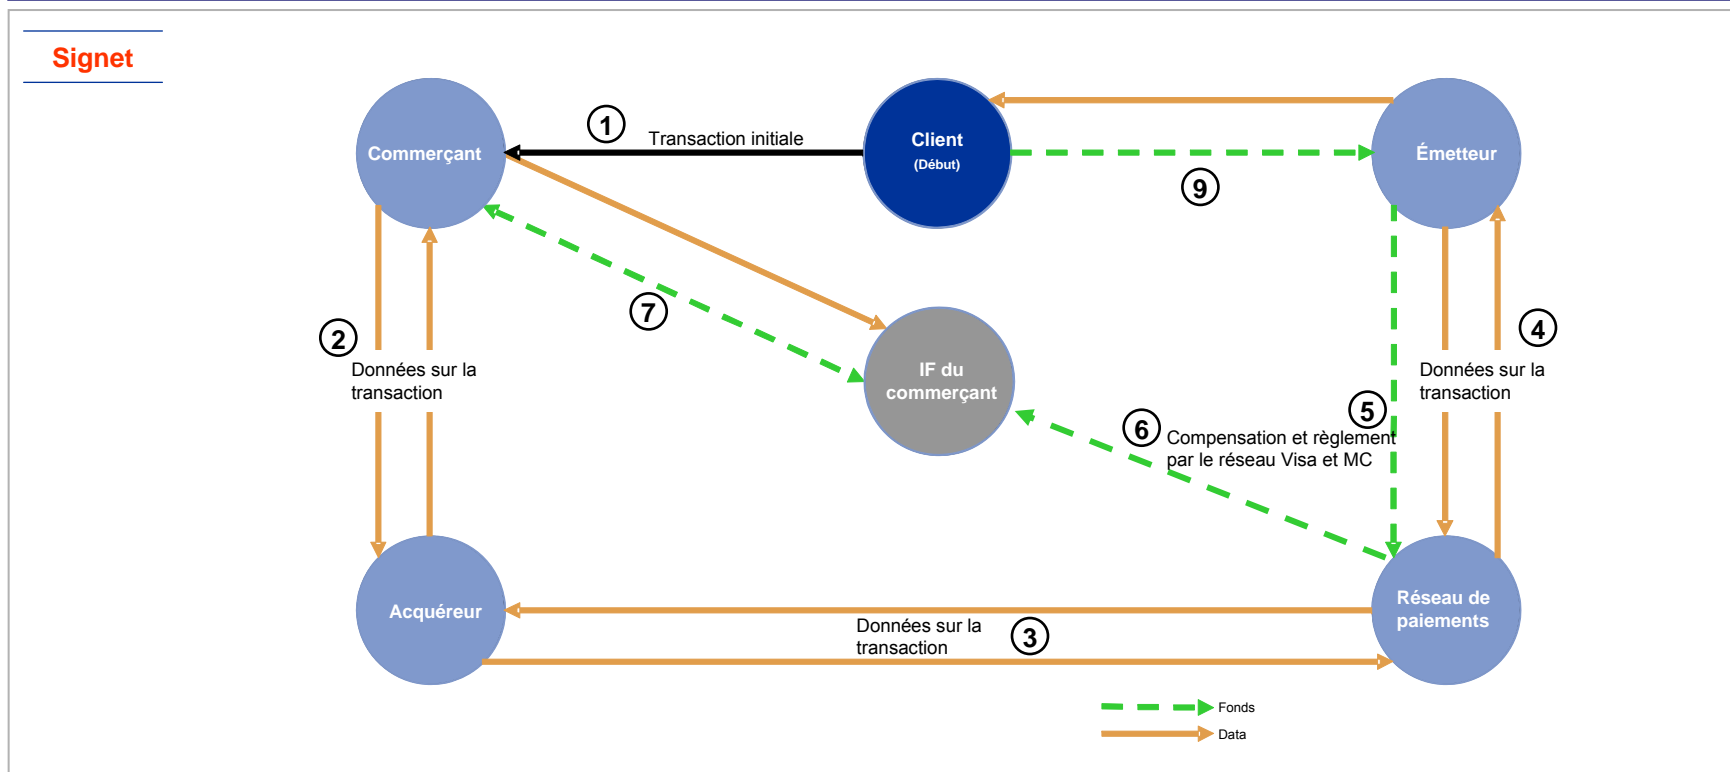 Signet
1
Transaction initiale
Commerçant
Client
(Début)
Émetteur
9
7
2
Données sur la
transaction
IF du
commerçant
4
Données sur la
transaction
5
6
Compensation et règlement
par le réseau Visa et MC
Acquéreur
Réseau de
paiements
Données sur la
transaction
3
Fonds
Data